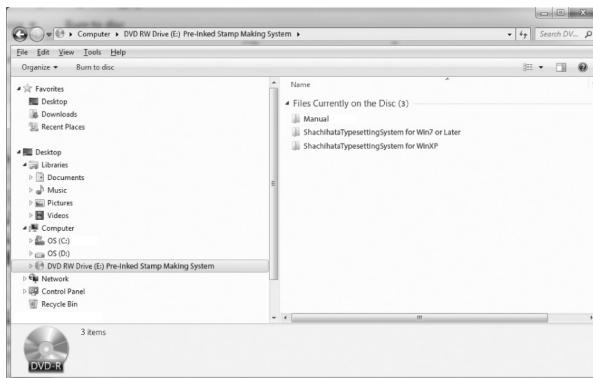 Computer ▸ DVD RW Drive (E:) Pre-Inked Stamp Making System ▸
Search DV...
File Edit View Tools Help
Organize Burn to disc
Favorites
Desktop
Downloads
Recent Places
Desktop
Libraries
Documents
Music
Pictures
Videos
Computer
OS (C:)
OS (D:)
DVD RW Drive (E:) Pre-Inked Stamp Making System
Network
Control Panel
Recycle Bin
Name
Files Currently on the Disc (3)
Manual
ShachihataTypesettingSystem for Win7 or Later
ShachihataTypesettingSystem for WinXP
3 items
DVD-R